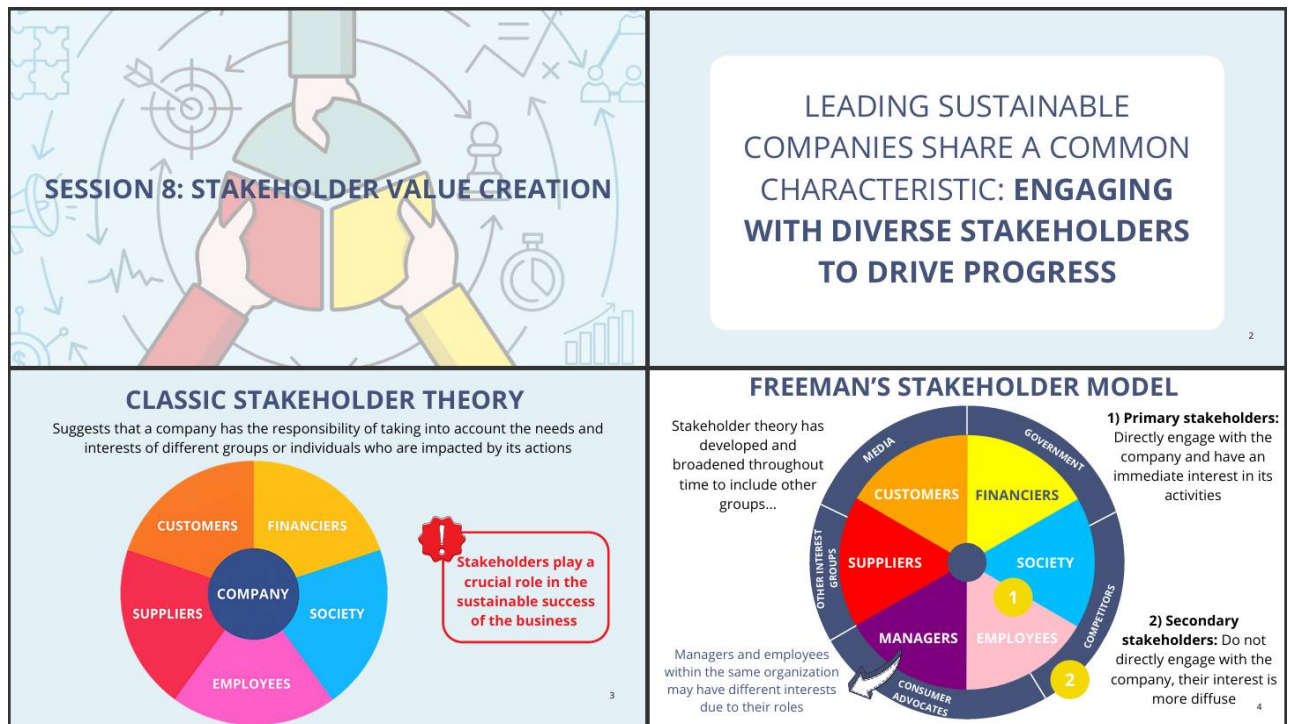 SESSION 8: STAKEHOLDER VALUE CREATION
LEADING SUSTAINABLE
COMPANIES SHARE A COMMON
CHARACTERISTIC: ENGAGING
WITH DIVERSE STAKEHOLDERS
TO DRIVE PROGRESS
2
CLASSIC STAKEHOLDER THEORY
Suggests that a company has the responsibility of taking into account the needs and
interests of different groups or individuals who are impacted by its actions
CUSTOMERS
FINANCIERS
COMPANY
SUPPLIERS
SOCIETY
EMPLOYEES
!
Stakeholders play a
crucial role in the
sustainable success
of the business
3
FREEMAN'S STAKEHOLDER MODEL
Stakeholder theory has
developed and
broadened throughout
time to include other
groups...
MEDIA
GOVERNMENT
CUSTOMERS
FINANCIERS
OTHER INTEREST
GROUPS
SUPPLIERS
SOCIETY
1
COMPETITORS
MANAGERS
EMPLOYEES
2
CONSUMER
ADVOCATES
Managers and employees
within the same organization
may have different interests
due to their roles
1) Primary stakeholders:
Directly engage with the
company and have an
immediate interest in its
activities
2) Secondary
stakeholders: Do not
directly engage with the
company, their interest is
more diffuse
4